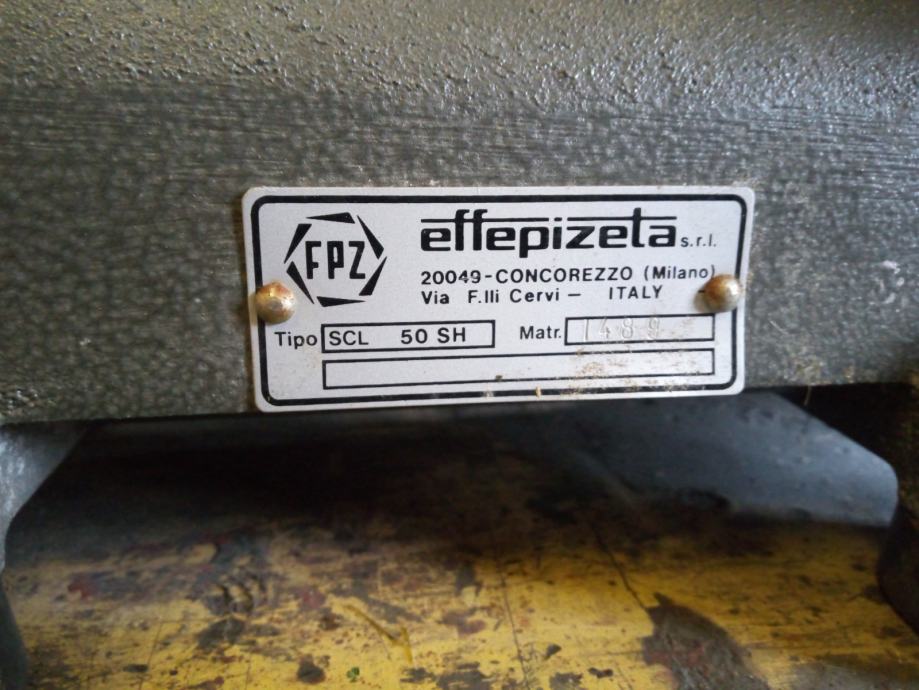 FPZ
effepizeta s.r.l.
20049-CONCOREZZO (Milano)
Via F.lli Cervi – ITALY
Tipo SCL 50 SH Matr. 1489